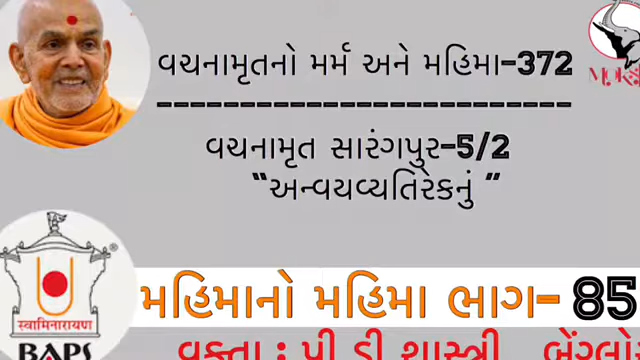 વચનામૃતનો મર્મ અને મહિમા-372
વચનામૃત સારંગપુર-5/2
“અન્વયવ્યતિરેકનું ”
મહિમાનો મહિમા ભાગ- 85
स्वामिनारायण
BAPS
વક્તા : પી ડી શાસ્ત્રી